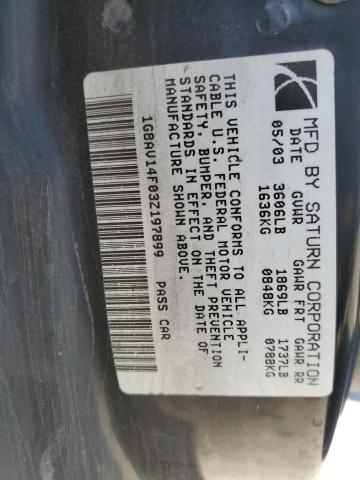 MFD BY SATURN CORPORATION
DATE GVWR GAWR FRT GAWR RR
05/03 3606LB 1869LB 1737LB
1636KG 0848KG 0788KG
THIS VEHICLE CONFORMS TO ALL APPLI-
CABLE U.S. FEDERAL MOTOR VEHICLE
SAFETY, BUMPER, AND THEFT PREVENTION
STANDARDS IN EFFECT ON THE DATE OF
MANUFACTURE SHOWN ABOVE.
1G8AV14F03Z197899 PASS CAR